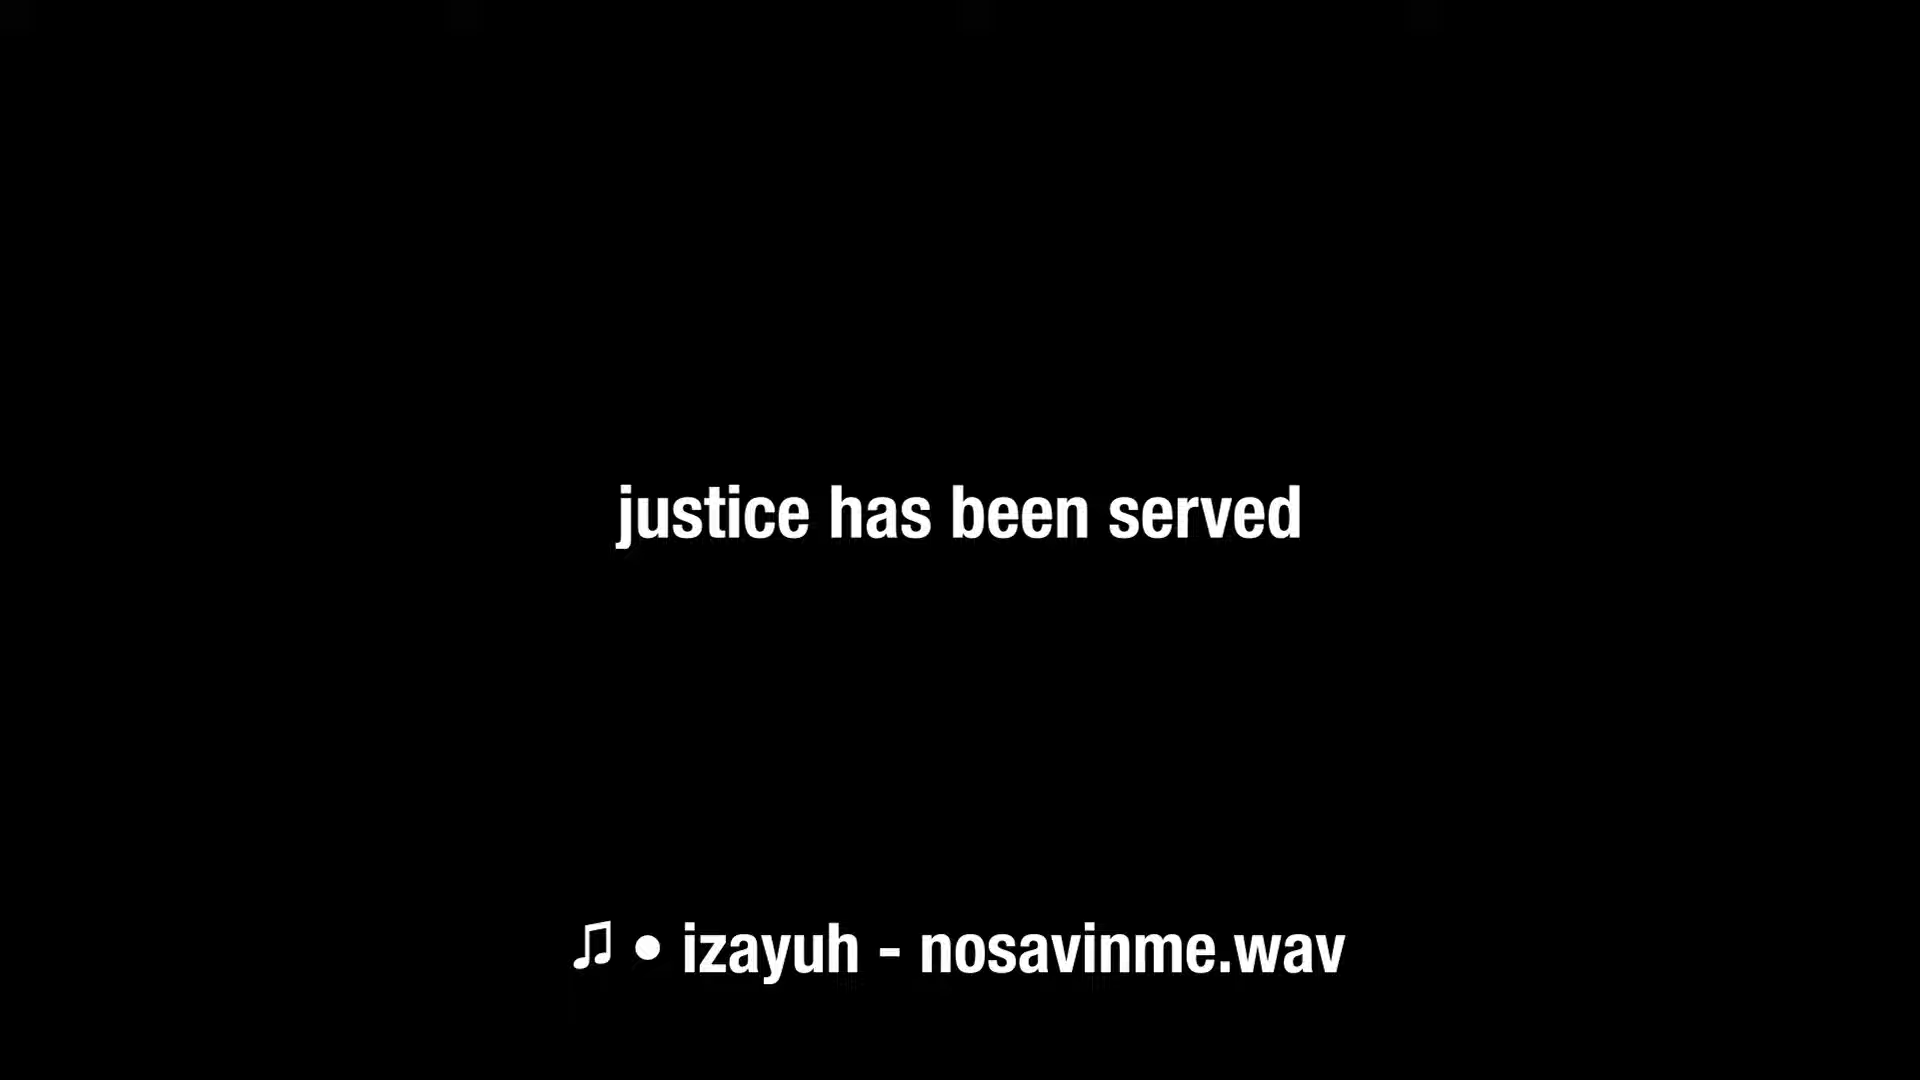 justice has been served
♫ • izayuh - nosavinme.wav